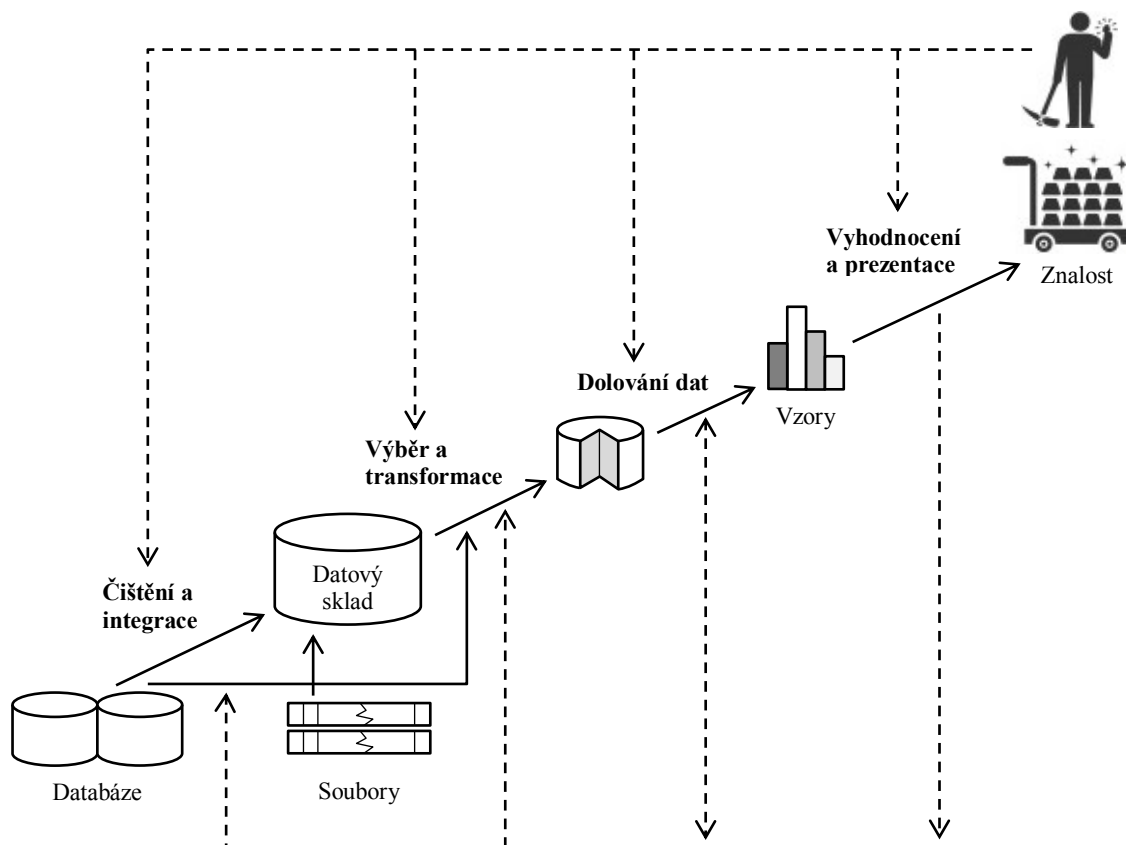 Vyhodnocení
a prezentace
Znalost
Dolování dat
Vzory
Výběr a
transformace
Datový
sklad
Čištění a
integrace
Databáze
Soubory